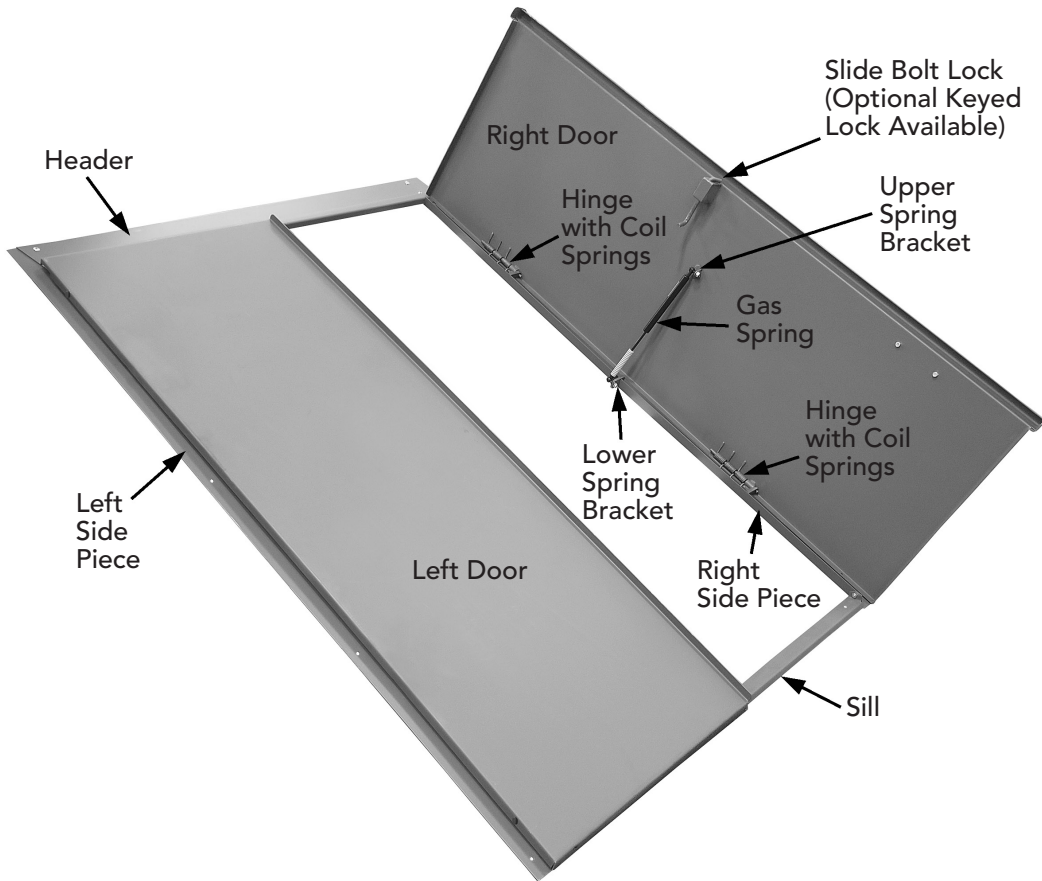 Slide Bolt Lock
(Optional Keyed
Lock Available)
Right Door
Header
Hinge
with Coil
Springs
Upper
Spring
Bracket
Gas
Spring
Hinge
with Coil
Springs
Lower
Spring
Bracket
Left
Side
Piece
Left Door
Right
Side Piece
Sill